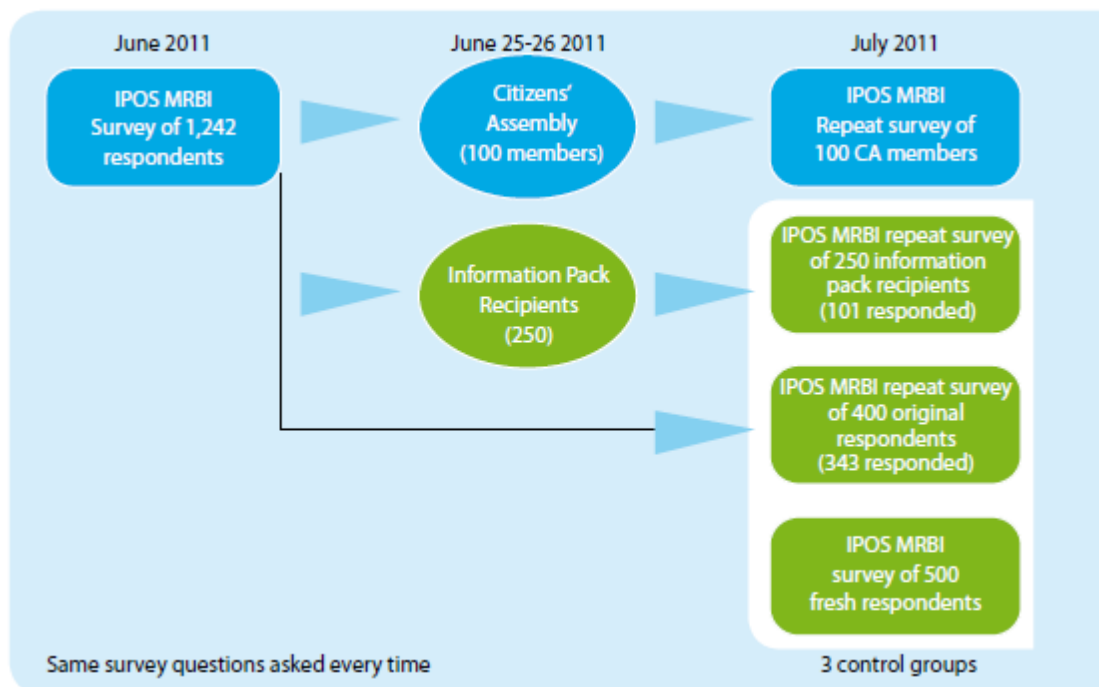 June 2011
June 25-26 2011
July 2011
IPOS MRBI
Survey of 1,242
respondents
Citizens'
Assembly
(100 members)
IPOS MRBI
Repeat survey of
100 CA members
Information Pack
Recipients
(250)
IPOS MRBI repeat survey
of 250 information
pack recipients
(101 responded)
IPOS MRBI repeat survey
of 400 original
respondents
(343 responded)
IPOS MRBI
survey of 500
fresh respondents
Same survey questions asked every time
3 control groups